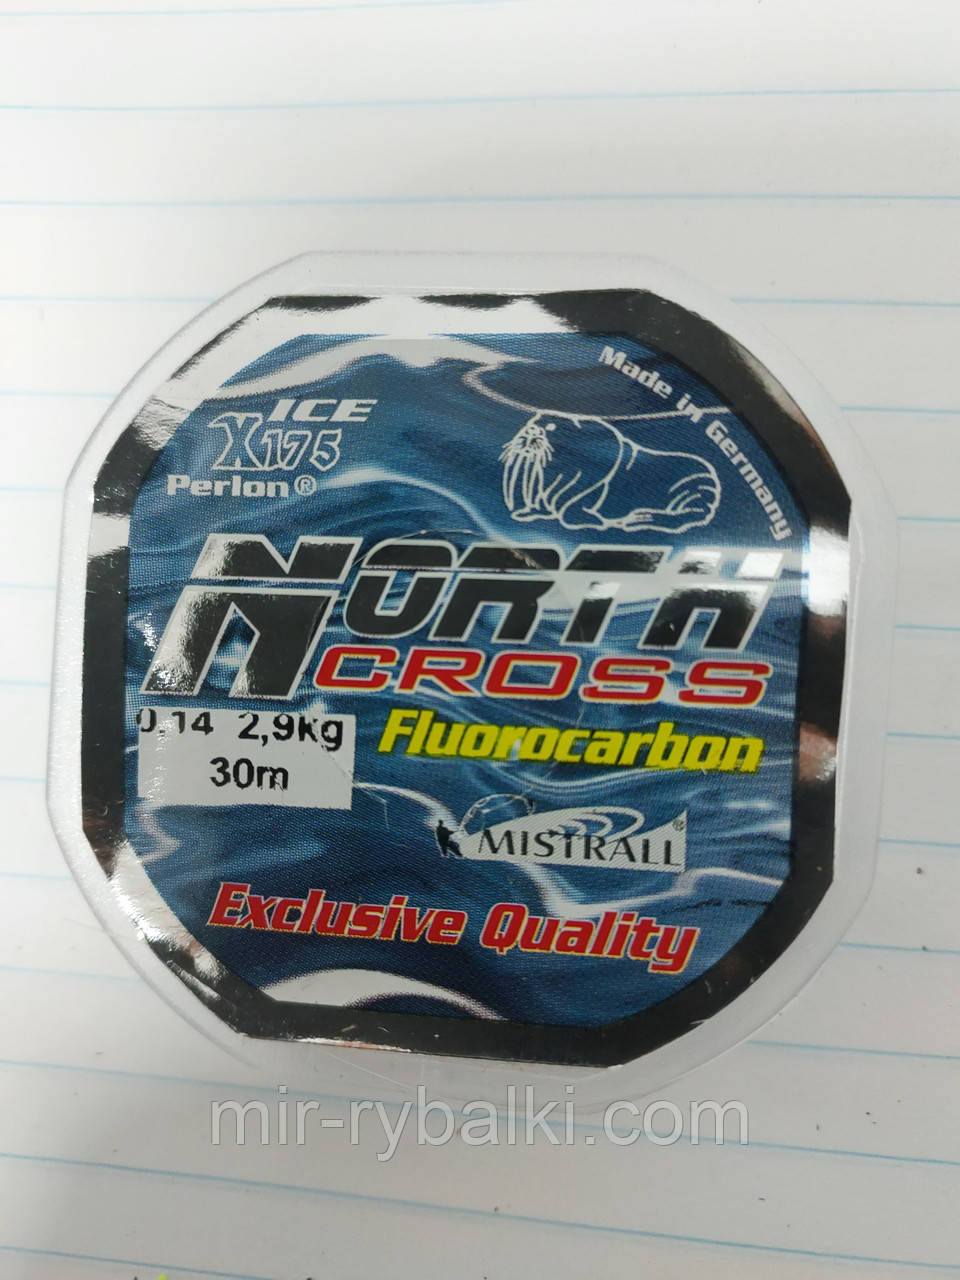 ICE
X175
Perlon®
Made in Germany
NORTH
CROSS
Fluorocarbon
0,14 2,9kg
30m
MISTRALL®
Exclusive Quality
mir-rybalki.com